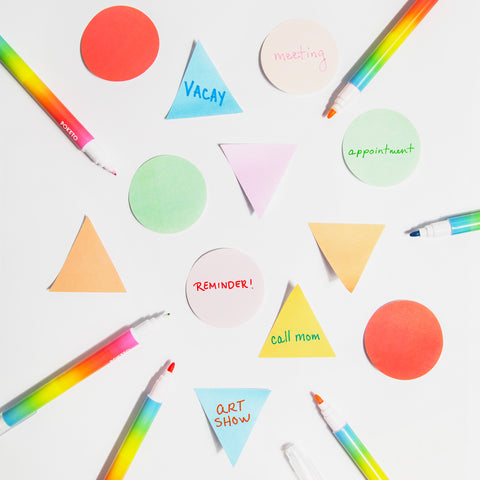 meeting
VACAY
POKETO
appointment
REMINDER!
call mom
ART
SHOW